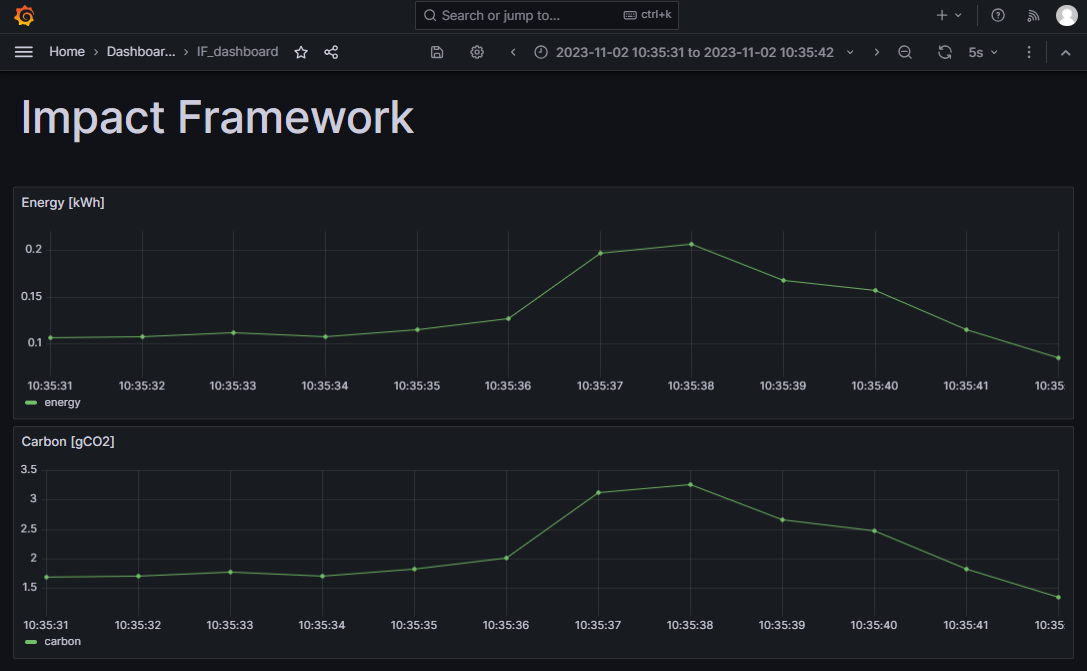 Search or jump to... ctrl+k
Home › Dashboar... › IF_dashboard 2023-11-02 10:35:31 to 2023-11-02 10:35:42 5s
Impact Framework
Energy [kWh]
0.2
0.15
0.1
10:35:31 10:35:32 10:35:33 10:35:34 10:35:35 10:35:36 10:35:37 10:35:38 10:35:39 10:35:40 10:35:41 10:35:
energy
Carbon [gCO2]
3.5
3
2.5
2
1.5
10:35:31 10:35:32 10:35:33 10:35:34 10:35:35 10:35:36 10:35:37 10:35:38 10:35:39 10:35:40 10:35:41 10:35:
carbon